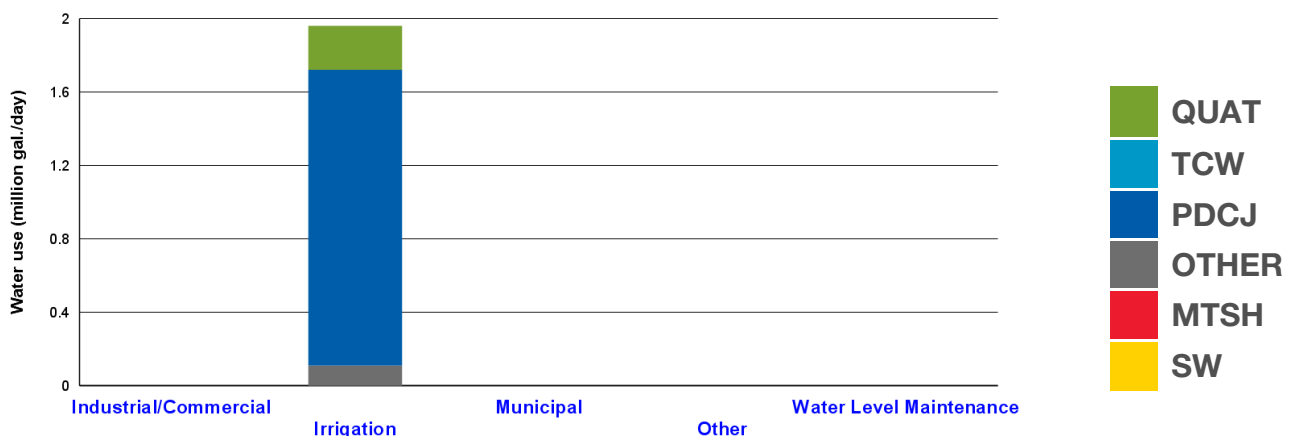 Water use (million gal./day)
2
1.6
1.2
0.8
0.4
0
Industrial/Commercial
Irrigation
Municipal
Other
Water Level Maintenance
QUAT
TCW
PDCJ
OTHER
MTSH
SW